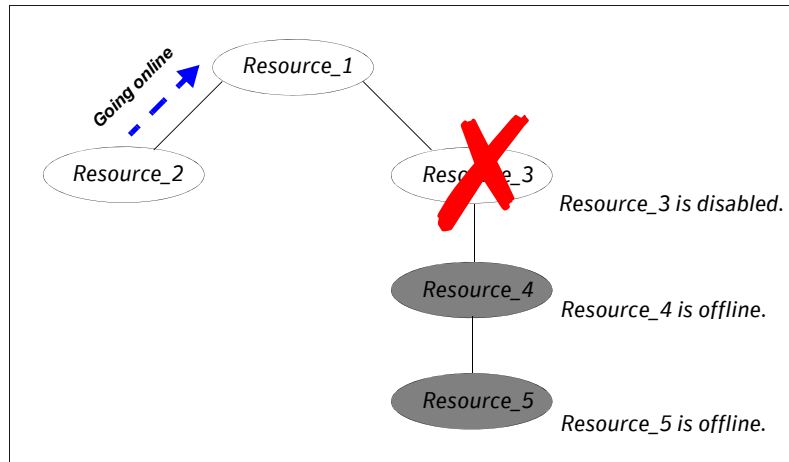 Going online
Resource_1
Resource_2
Resource_3
Resource_3 is disabled.
Resource_4
Resource_4 is offline.
Resource_5
Resource_5 is offline.